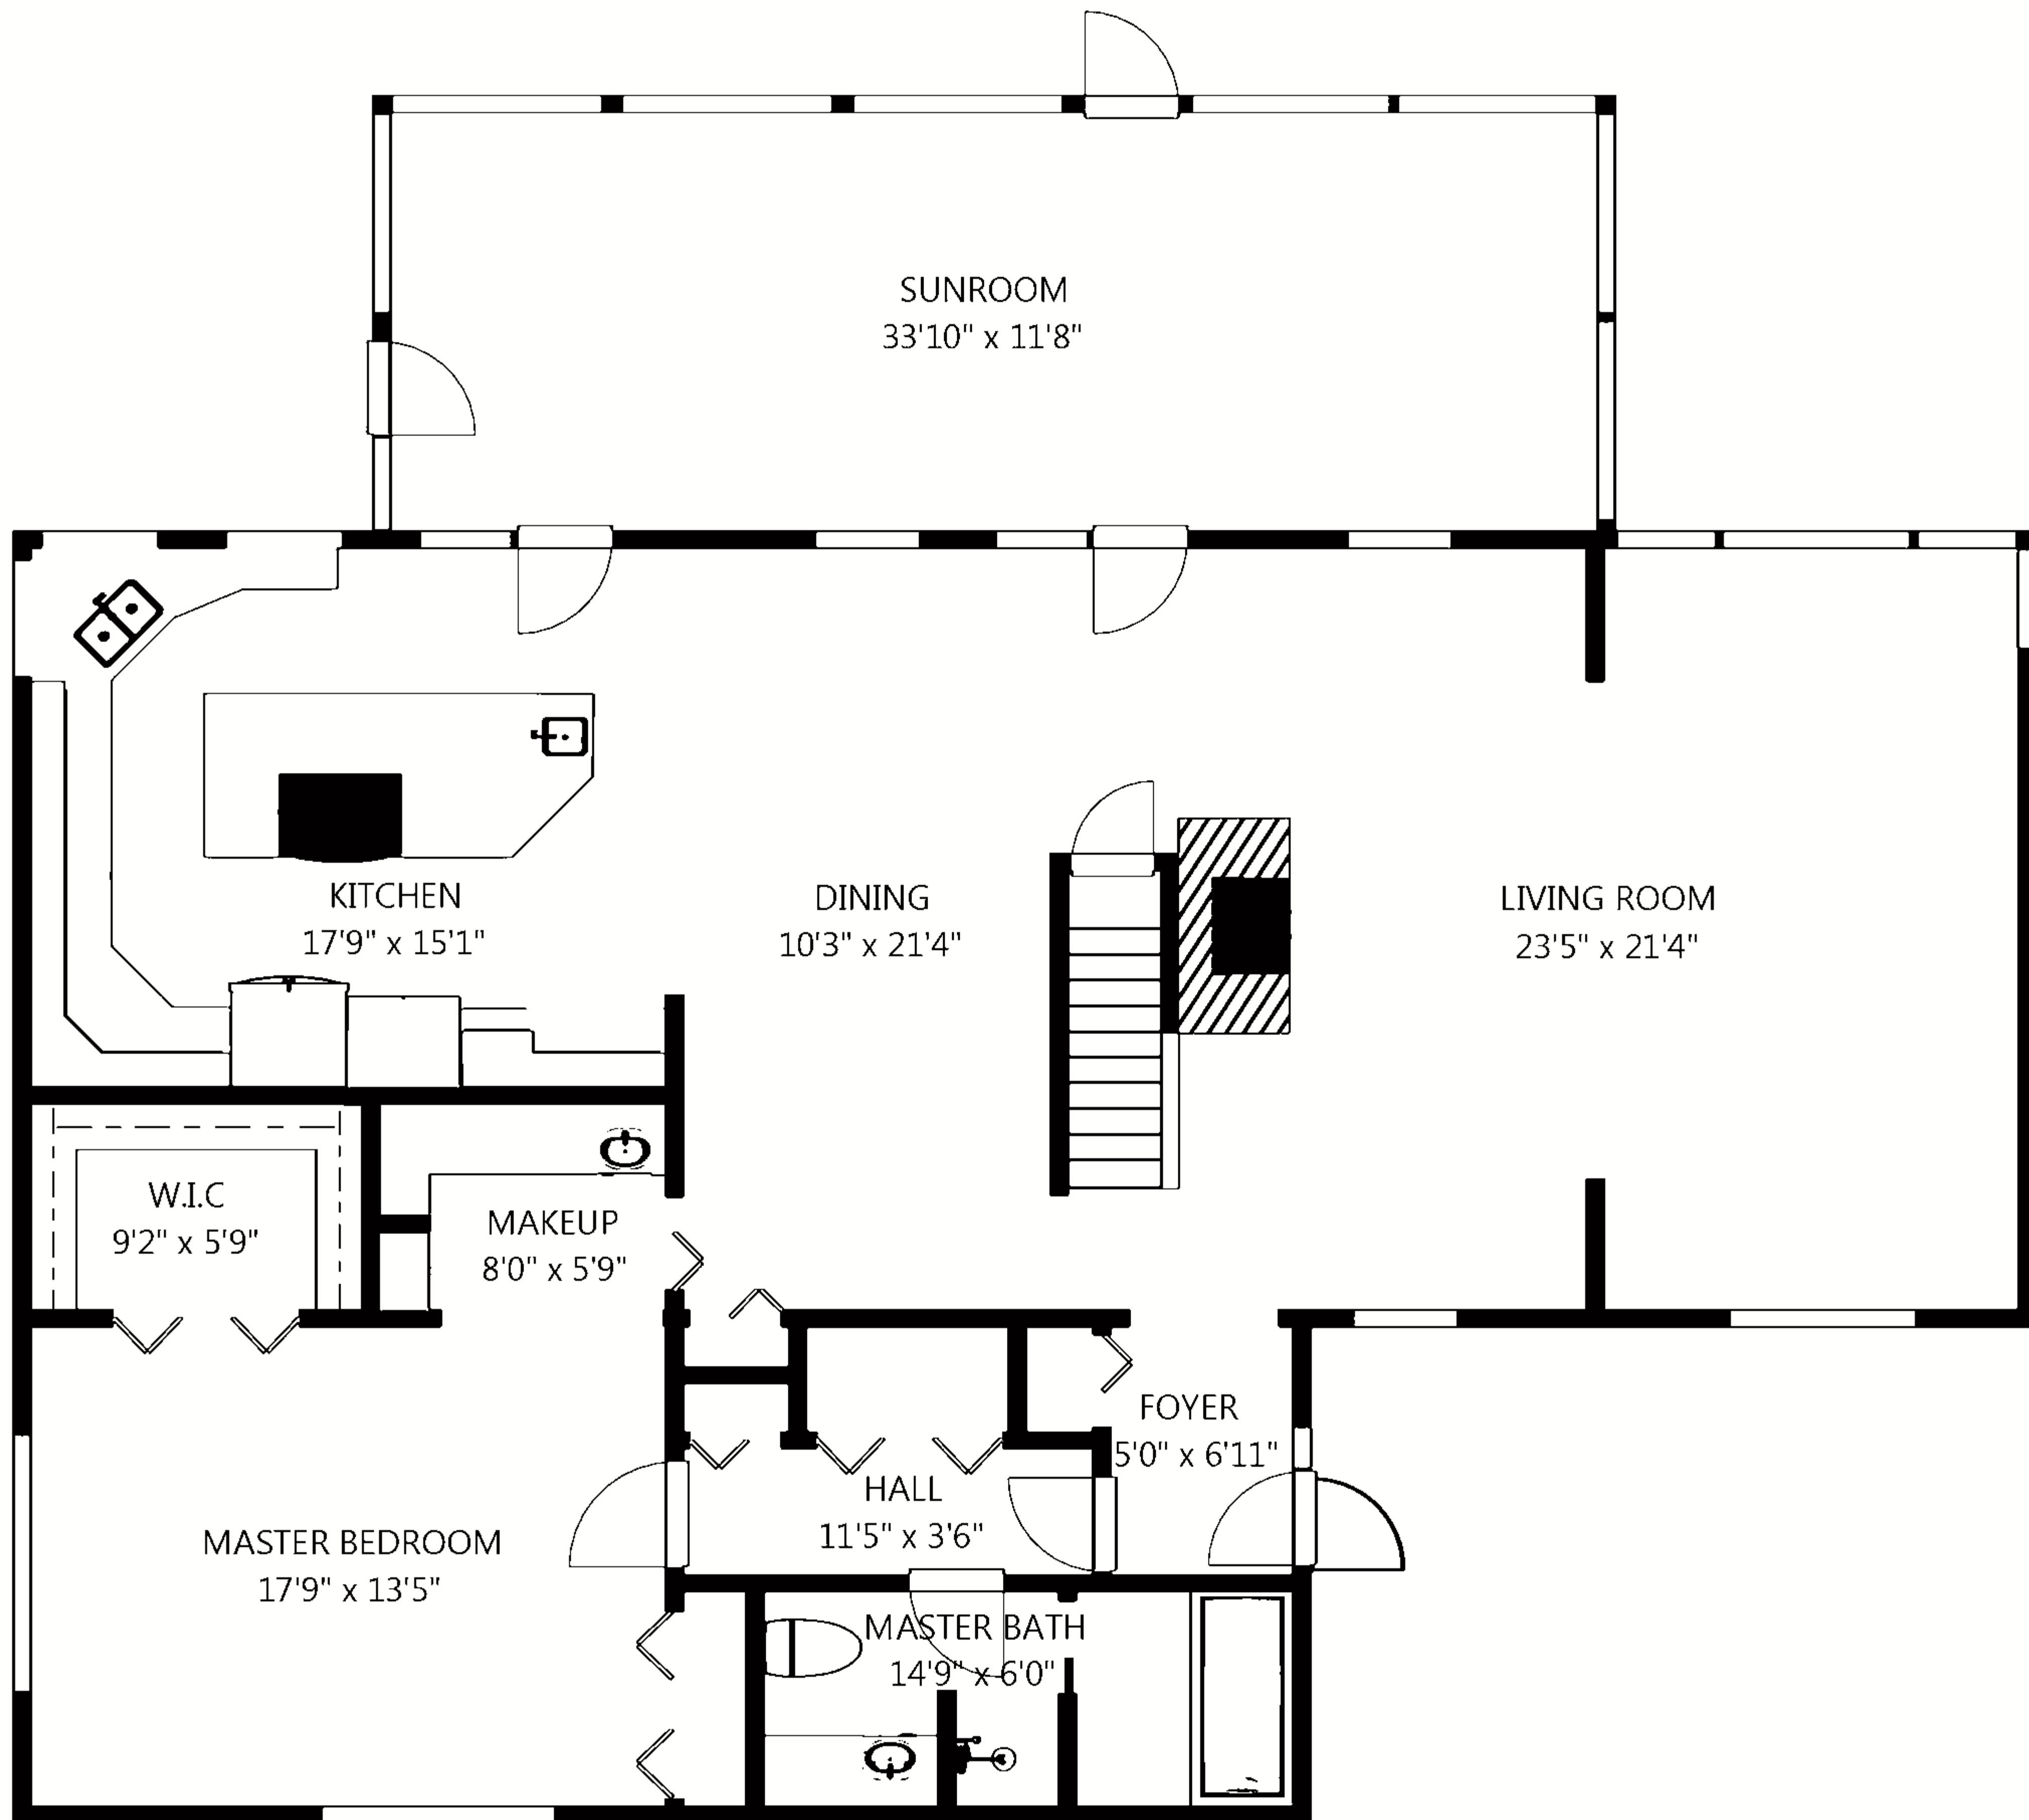 SUNROOM
33'10" x 11'8"
KITCHEN
17'9" x 15'1"
DINING
10'3" x 21'4"
LIVING ROOM
23'5" x 21'4"
W.I.C
9'2" x 5'9"
MAKEUP
8'0" x 5'9"
FOYER
5'0" x 6'11"
HALL
11'5" x 3'6"
MASTER BEDROOM
17'9" x 13'5"
MASTER BATH
14'9" x 6'0"